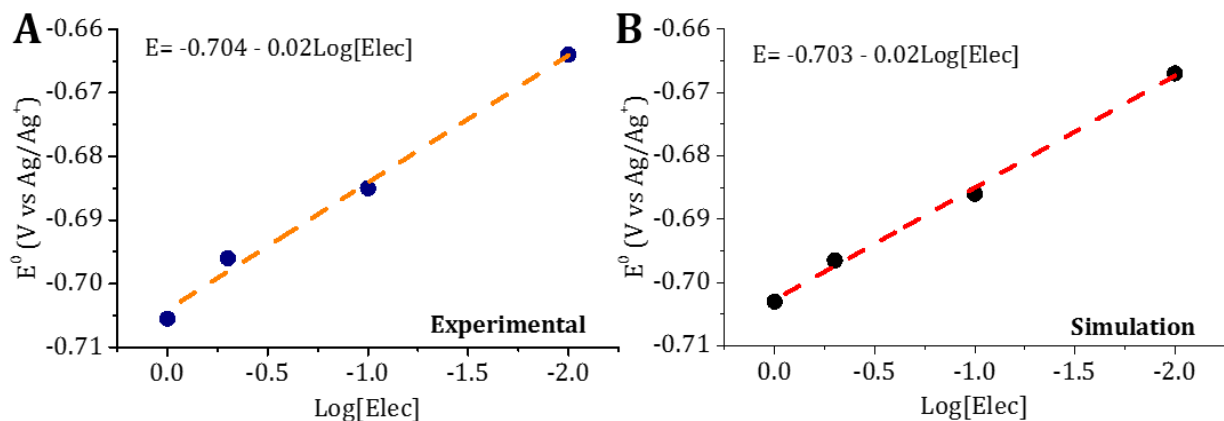 A
E= -0.704 - 0.02Log[Elec]
E⁰ (V vs Ag/Ag⁺)
-0.66
-0.67
-0.68
-0.69
-0.70
-0.71
Experimental
0.0 -0.5 -1.0 -1.5 -2.0
Log[Elec]
B
E= -0.703 - 0.02Log[Elec]
E⁰ (V vs Ag/Ag⁺)
-0.66
-0.67
-0.68
-0.69
-0.70
-0.71
Simulation
0.0 -0.5 -1.0 -1.5 -2.0
Log[Elec]